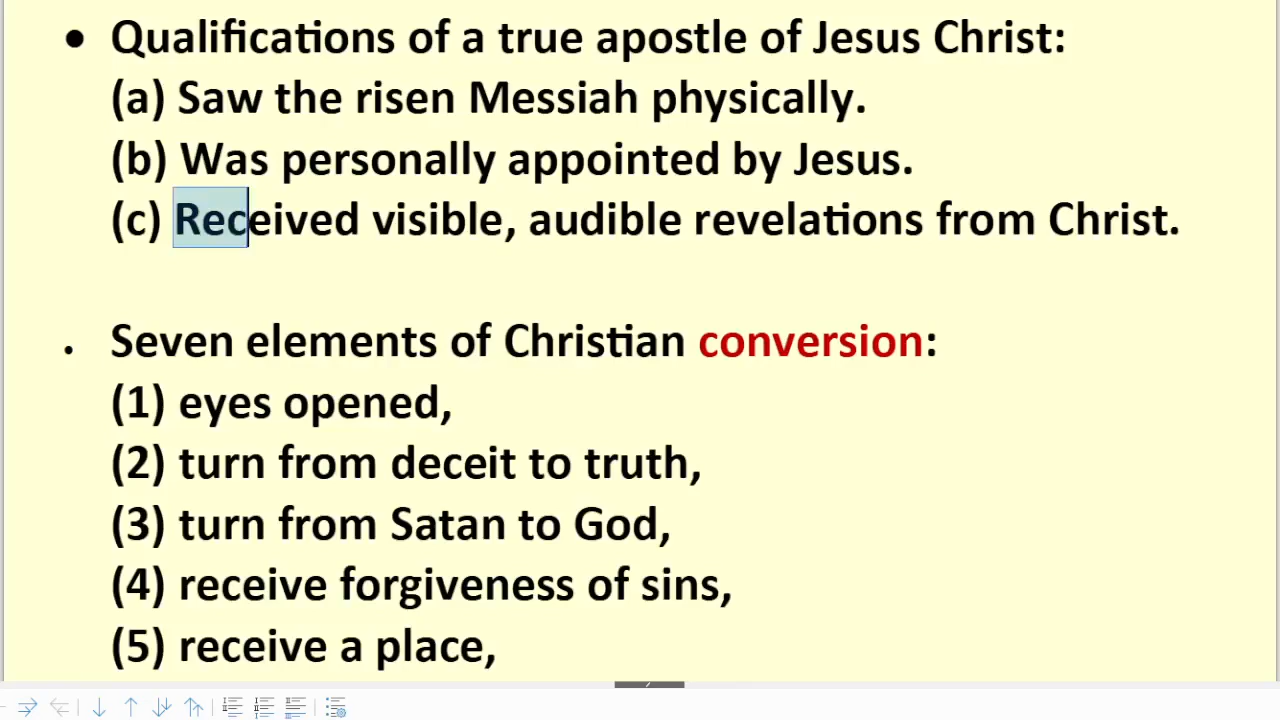 • Qualifications of a true apostle of Jesus Christ:
(a) Saw the risen Messiah physically.
(b) Was personally appointed by Jesus.
(c) Received visible, audible revelations from Christ.
• Seven elements of Christian conversion:
(1) eyes opened,
(2) turn from deceit to truth,
(3) turn from Satan to God,
(4) receive forgiveness of sins,
(5) receive a place,